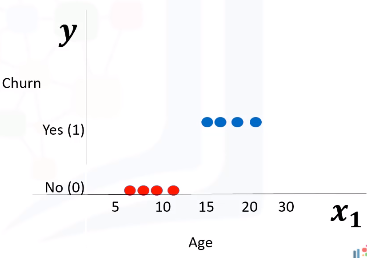 y
Churn
Yes (1)
No (0)
5 10 15 20 30
x₁
Age